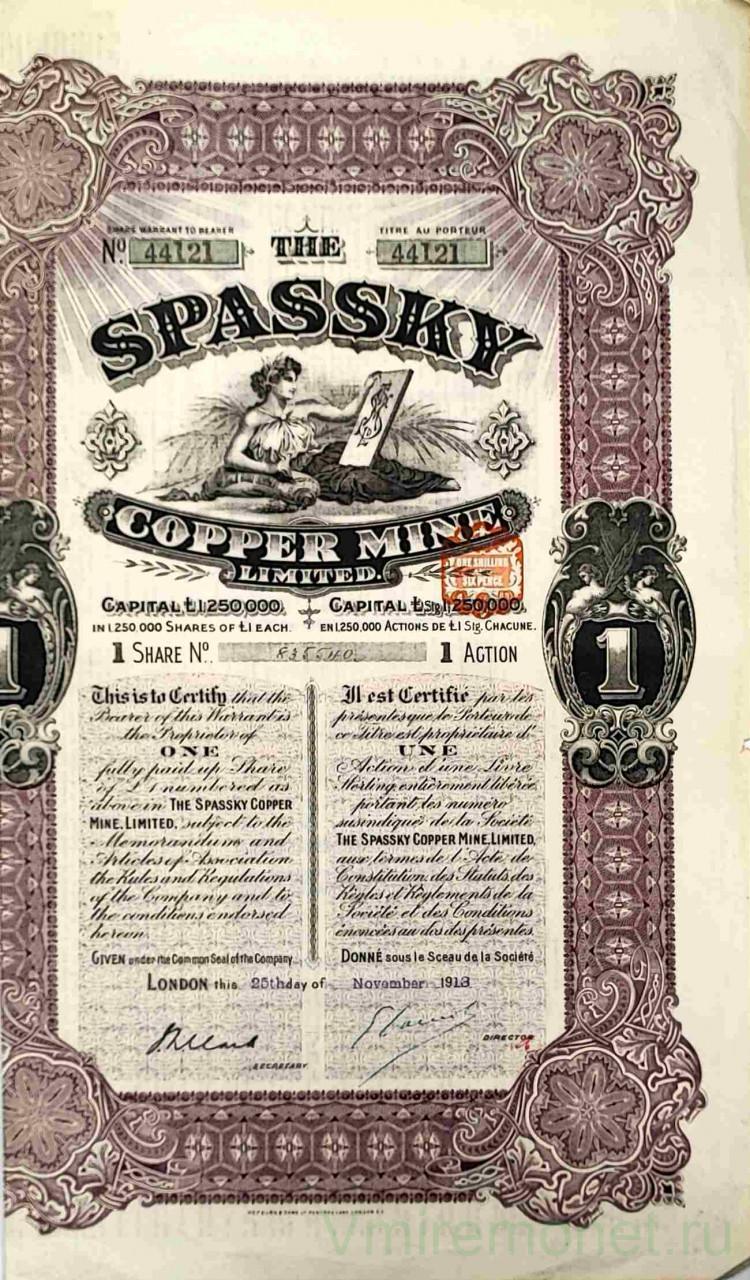 SHARE WARRANT TO BEARER
TITRE AU PORTEUR
Nº 44121
THE
44121
SPASSKY
COPPER MINE
LIMITED.
ONE SHILLING
SIX PENCE
CAPITAL £1,250,000,
IN 1,250,000 SHARES OF £1 EACH.
CAPITAL £Stg 1,250,000,
EN 1,250,000 ACTIONS DE £1 Stg. CHACUNE.
1 SHARE Nº. 835540 1 ACTION
1
1
This is to Certify that the
Bearer of this Warrant is
the Proprietor of
ONE
fully paid up Share
of £1 numbered as
above in THE SPASSKY COPPER
MINE, LIMITED, subject to the
Memorandum and
Articles of Association
the Rules and Regulations
of the Company and to
the conditions endorsed
hereon.
GIVEN under the Common Seal of the Company
Il est Certifié par les
présentes que le Porteur de
ce Titre est propriétaire d'
UNE
Action d'une Livre
Sterling entièrement libérée
portant les numéro
susindiqué de la Société
THE SPASSKY COPPER MINE, LIMITED,
aux termes de l'Acte de
Constitution, des Statuts, des
Règles et Règlements de la
Société et des Conditions
énoncées au dos des présentes.
DONNÉ sous le Sceau de la Société
LONDON this 25th day of November 1913
SECRETARY
DIRECTOR
Vmiremonet.ru